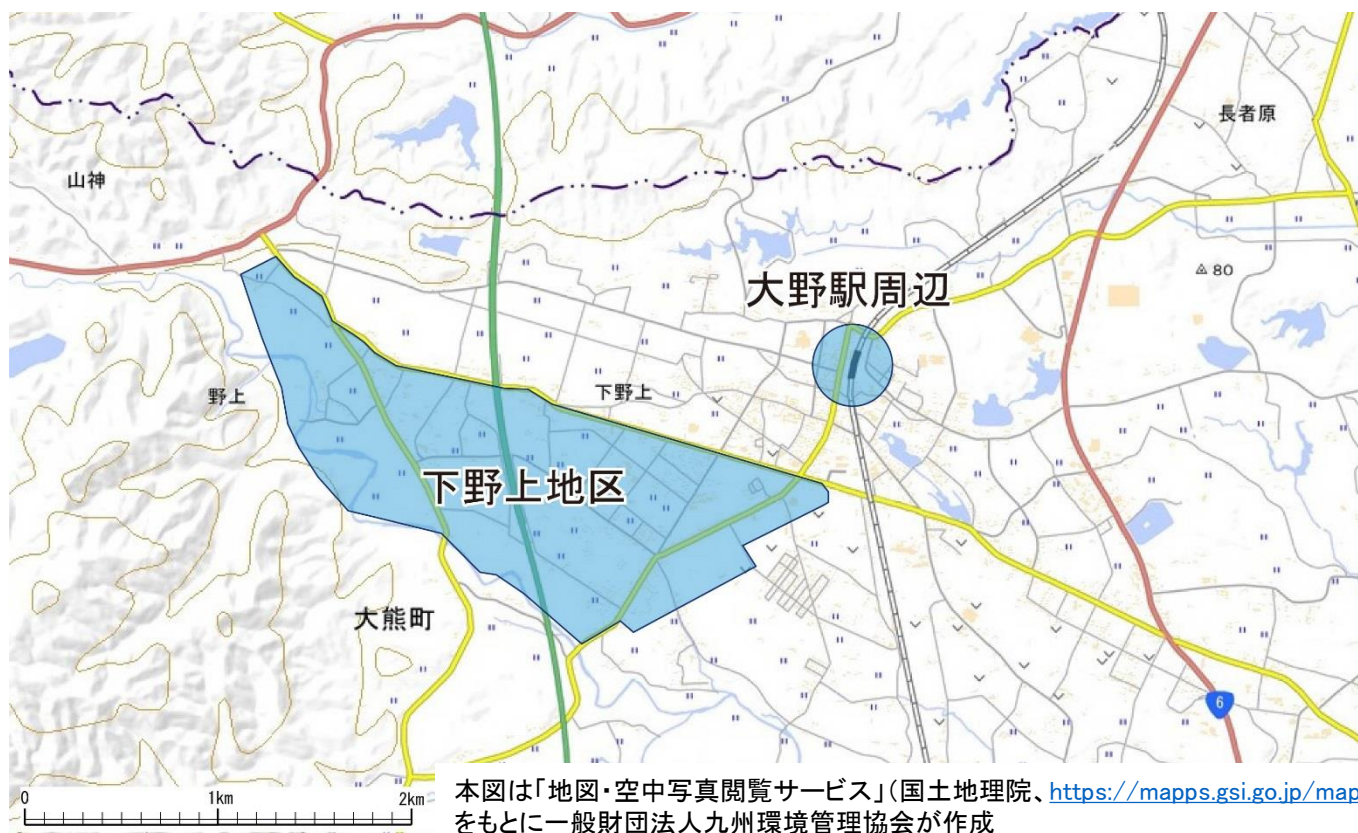 長者原
山神
80
大野駅周辺
野上
下野上
下野上地区
大熊町
6
0 1km 2km
本図は「地図・空中写真閲覧サービス」（国土地理院、https://mapps.gsi.go.jp/map
をもとに一般財団法人九州環境管理協会が作成